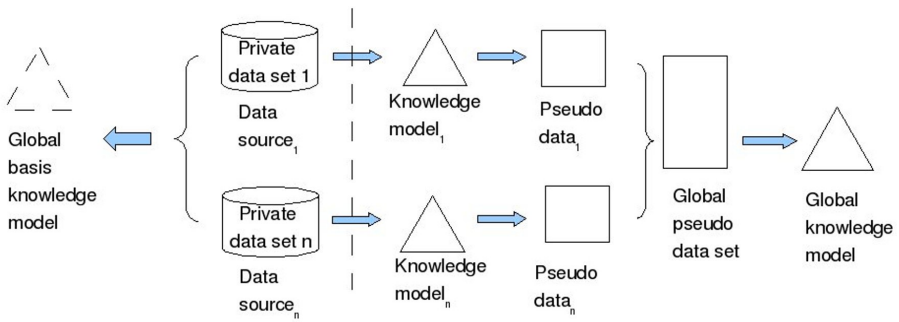 Global
basis
knowledge
model
Private
data set 1
Data
source1
Private
data set n
Data
sourcen
Knowledge
model1
Knowledge
modeln
Pseudo
data1
Pseudo
datan
Global
pseudo
data set
Global
knowledge
model